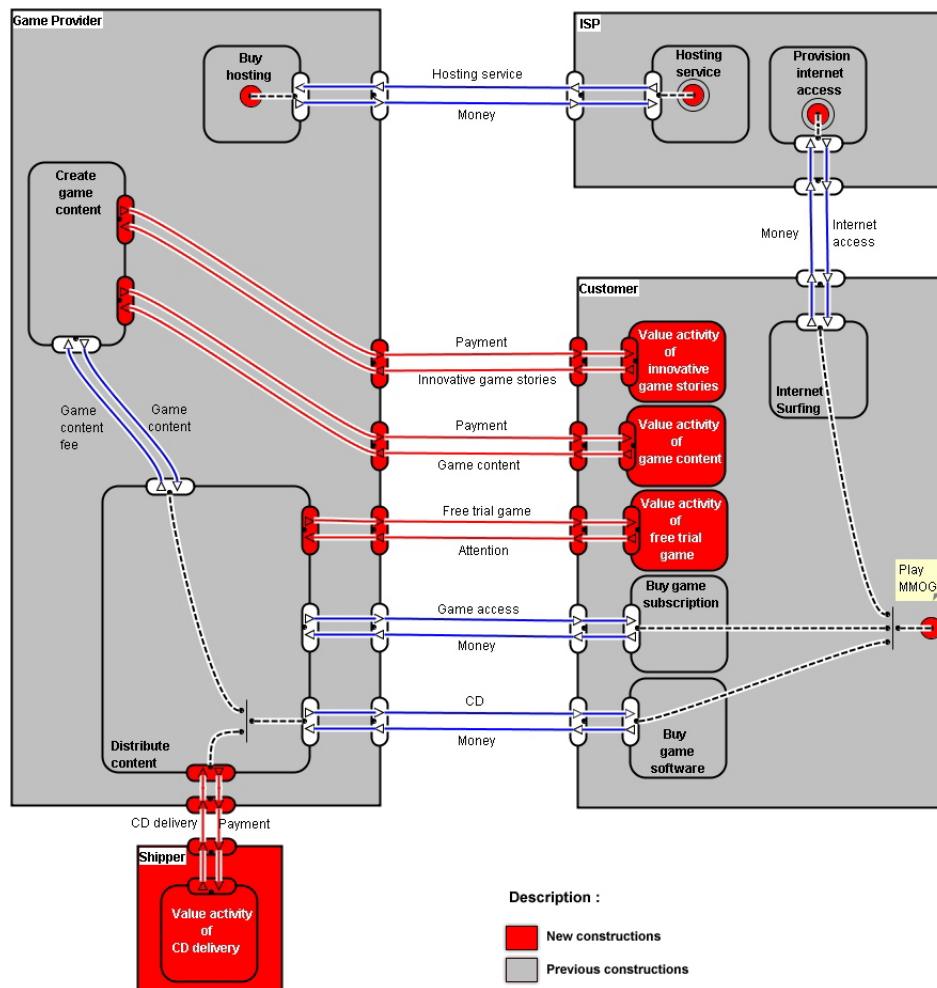 Game Provider
ISP
Buy
hosting
Hosting service
Money
Hosting
service
Provision
internet
access
Create
game
content
Money
Internet
access
Customer
Payment
Innovative game stories
Value activity
of
innovative
game stories
Internet
Surfing
Game
content
fee
Game
content
Payment
Game content
Value activity
of
game content
Free trial game
Attention
Value activity
of
free trial
game
Play
MMOG
Game access
Money
Buy game
subscription
CD
Money
Buy
game
software
Distribute
content
CD delivery
Payment
Shipper
Value activity
of
CD delivery
Description :
New constructions
Previous constructions